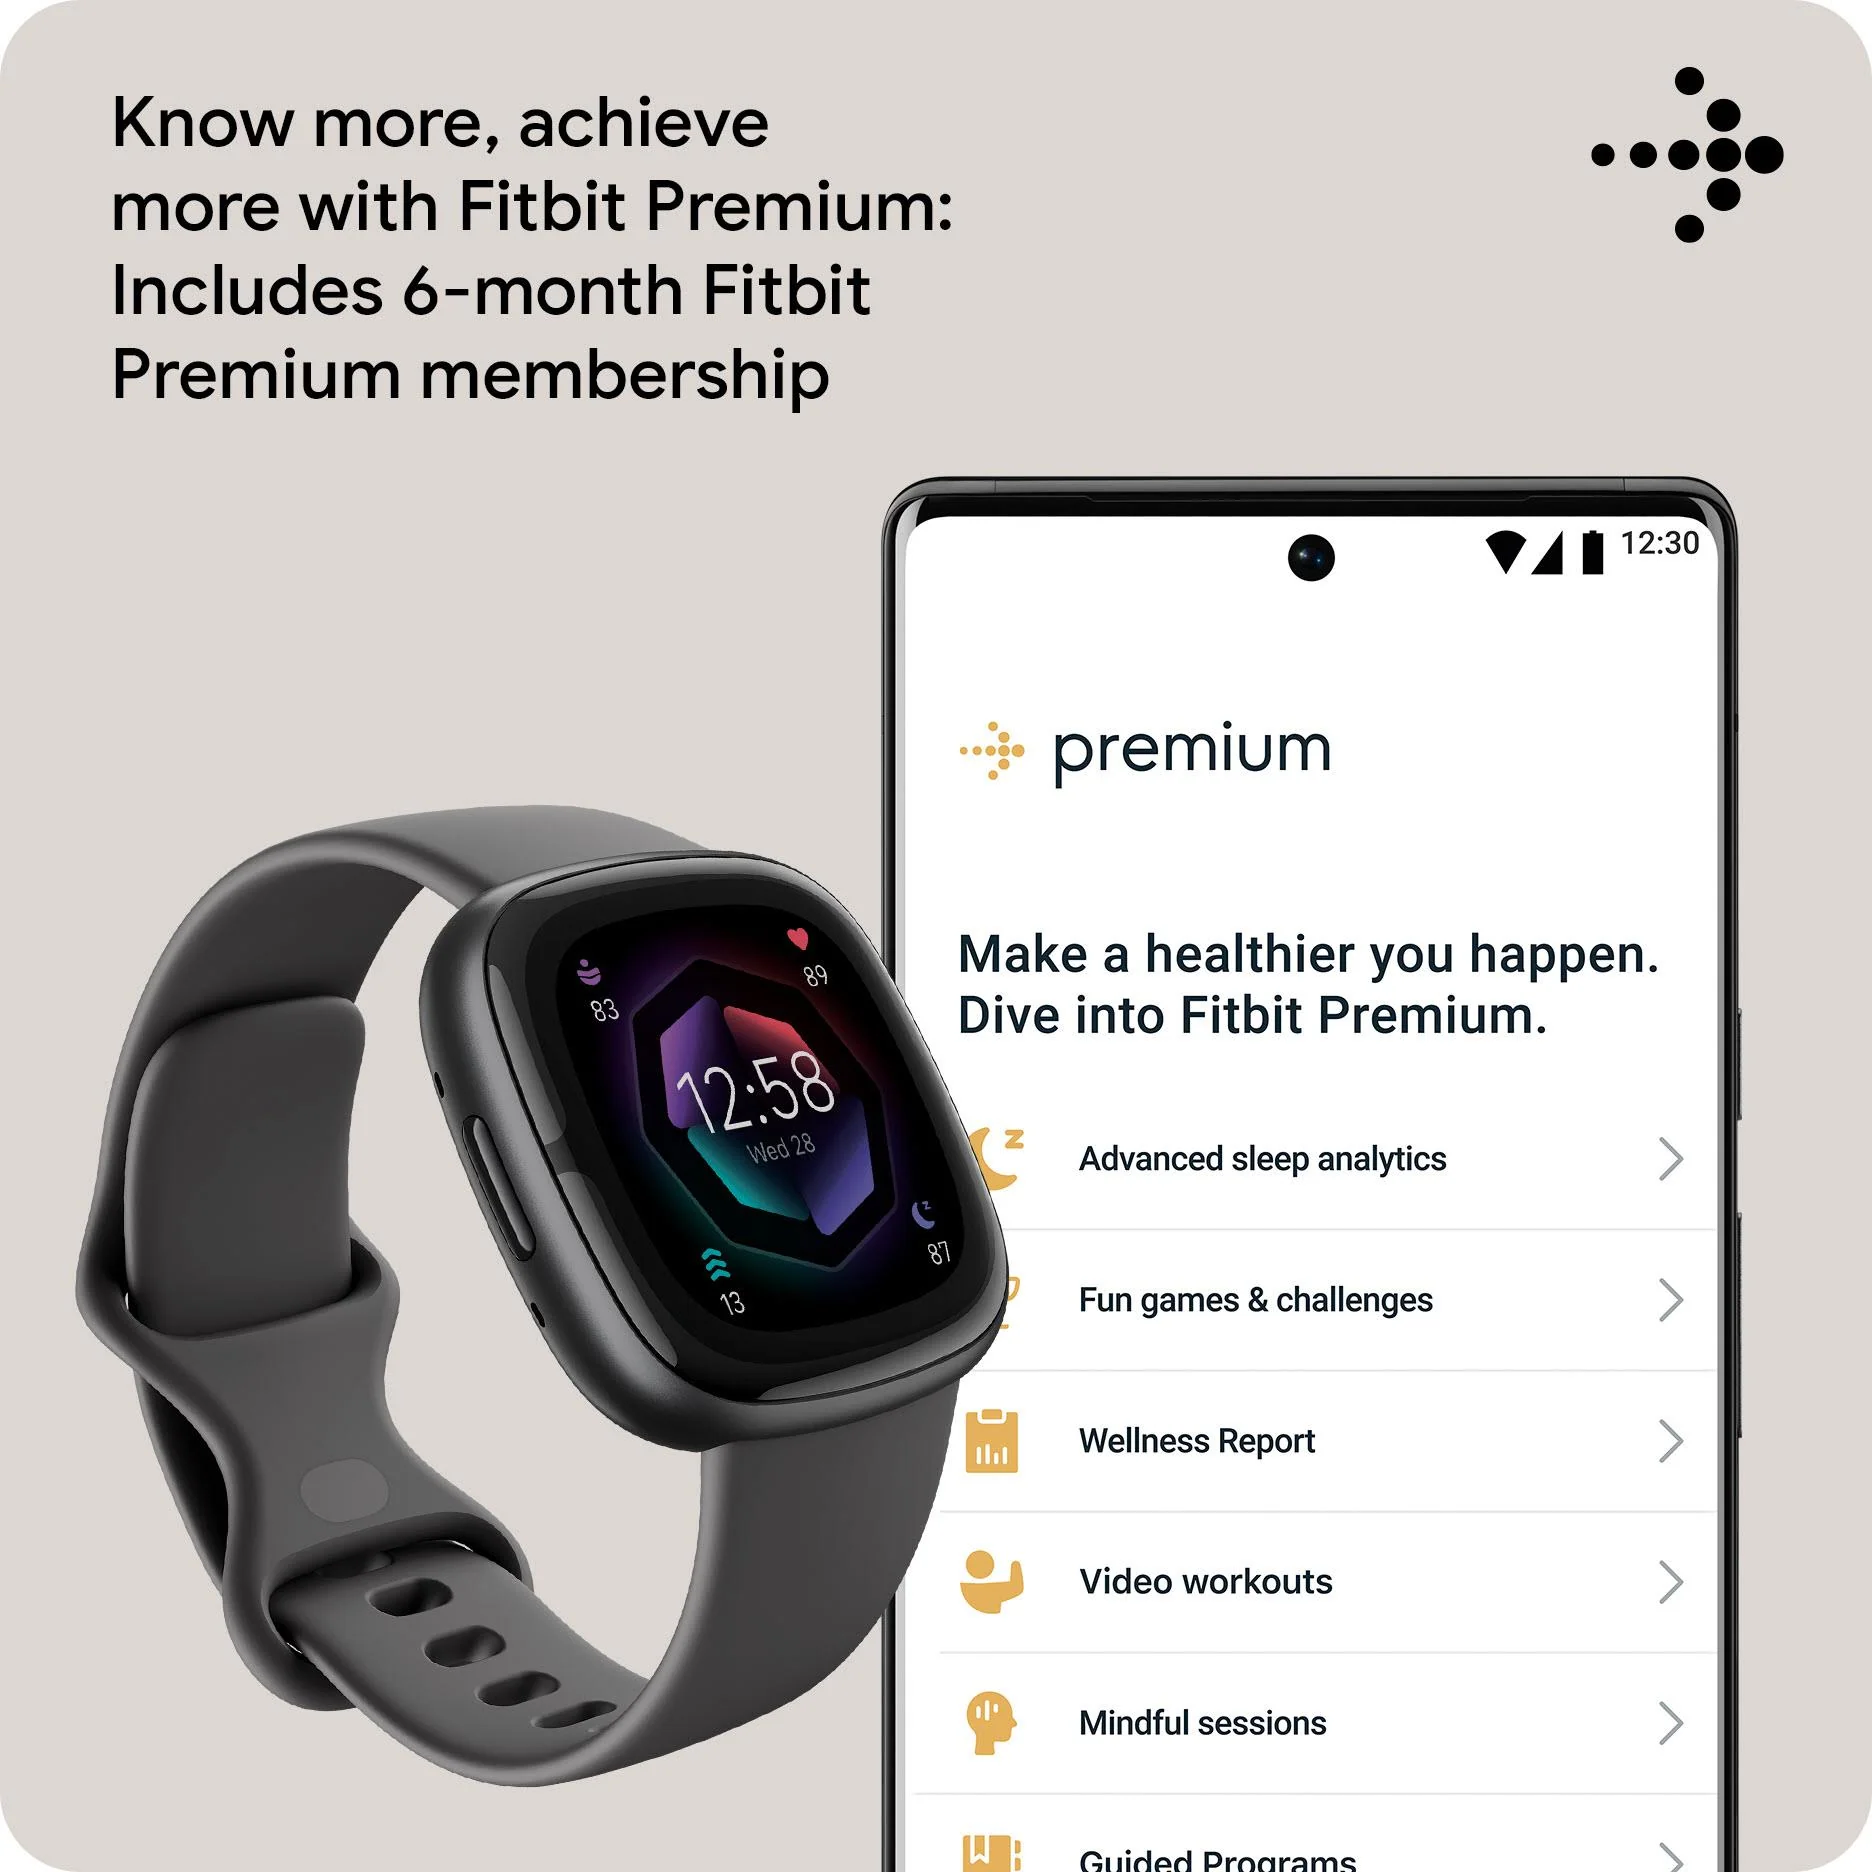 Know more, achieve
more with Fitbit Premium:
Includes 6-month Fitbit
Premium membership
12:30
premium
Make a healthier you happen.
Dive into Fitbit Premium.
Advanced sleep analytics
Fun games & challenges
Wellness Report
Video workouts
Mindful sessions
Guided Programs
83
89
12:58
Wed 28
87
13